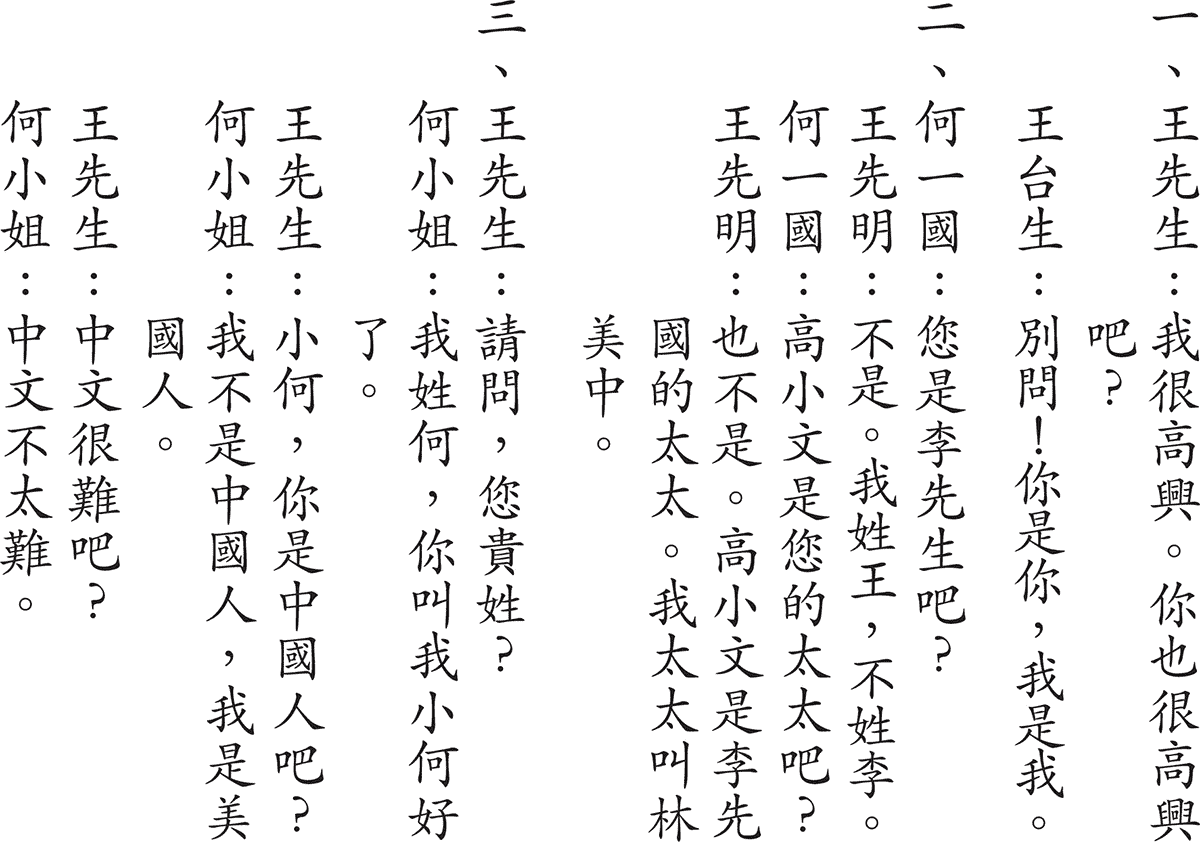 一、王先生：我很高興。你也很高興
吧？
王台生：別問！你是你，我是我。
二、何一國：您是李先生吧？
王先明：不是。我姓王，不姓李。
何一國：高小文是您的太太吧？
王先明：也不是。高小文是李先
國的太太。我太太叫林
美中。
三、王先生：請問，您貴姓？
何小姐：我姓何，你叫我小何好
了。
王先生：小何，你是中國人吧？
何小姐：我不是中國人，我是美
國人。
王先生：中文很難吧？
何小姐：中文不太難。